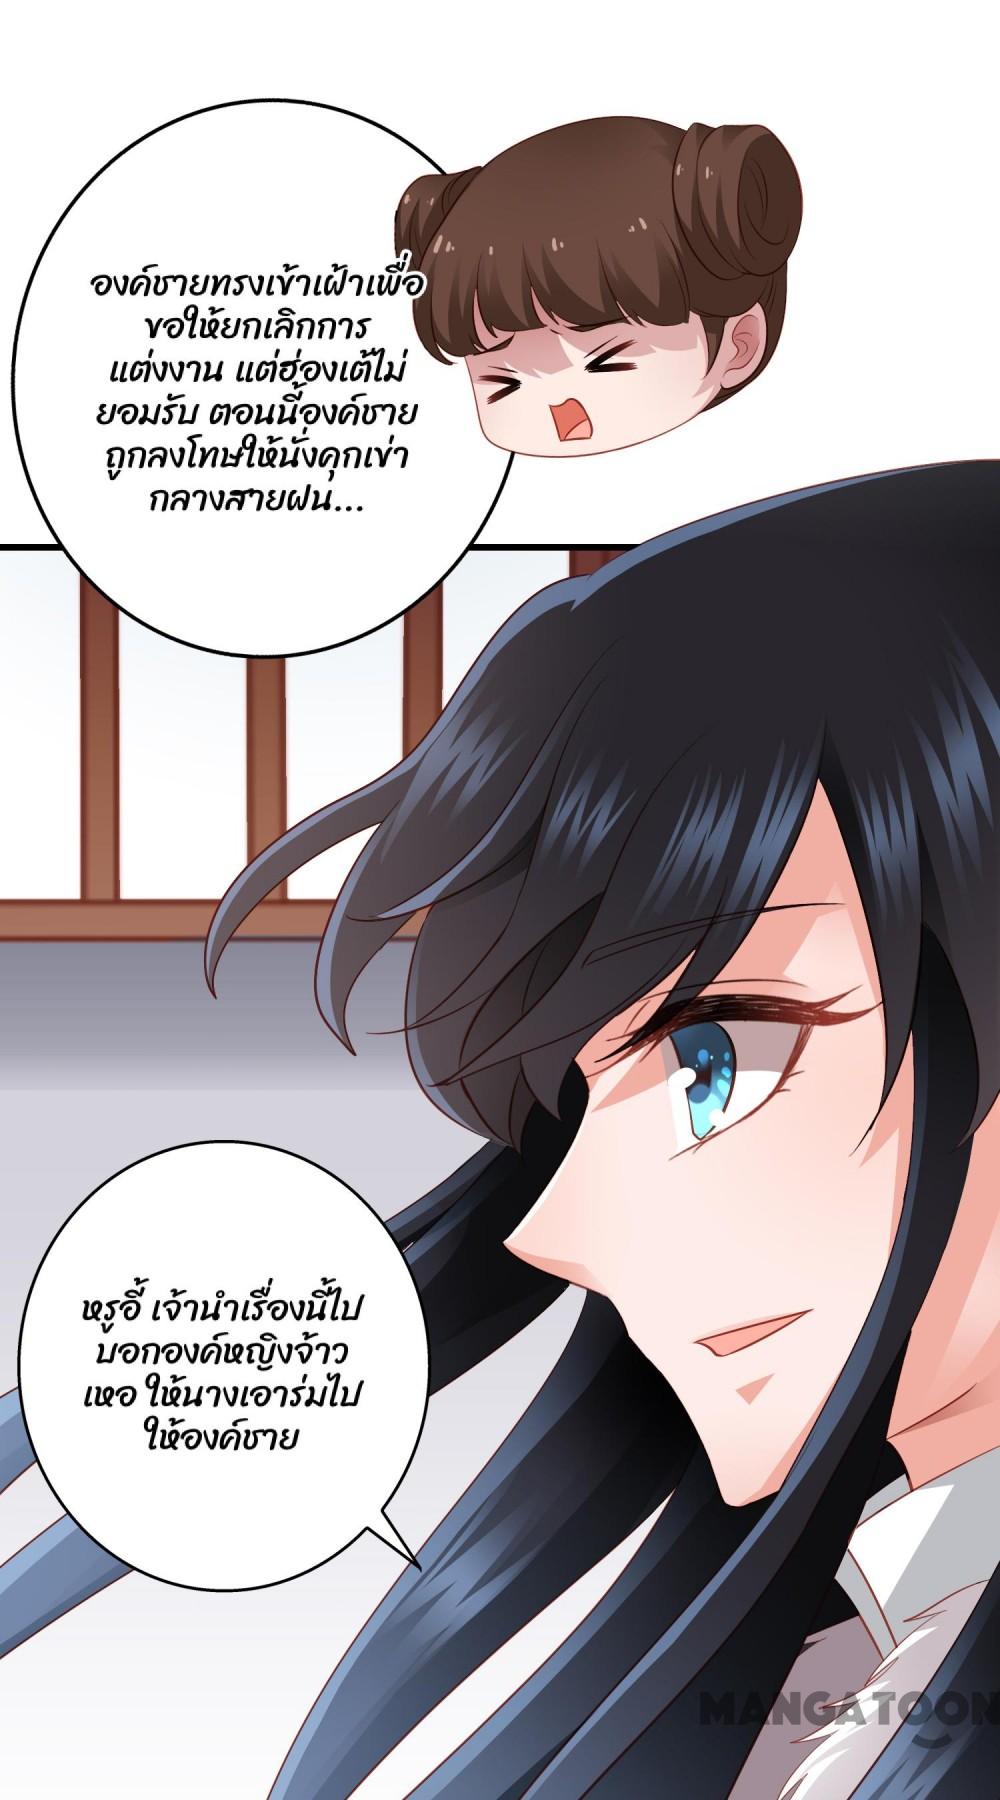 องค์ชายทรงเข้าเฝ้าเพื่อ
ขอให้ยกเลิกการ
แต่งงาน แต่ฮ่องเต้ไม่
ยอมรับ ตอนนี้องค์ชาย
ถูกลงโทษให้นั่งคุกเข่า
กลางสายฝน...
หรูอี้ เจ้านำเรื่องนี้ไป
บอกองค์หญิงจ้าว
เหอ ให้นางเอาร่มไป
ให้องค์ชาย
MANGATOON